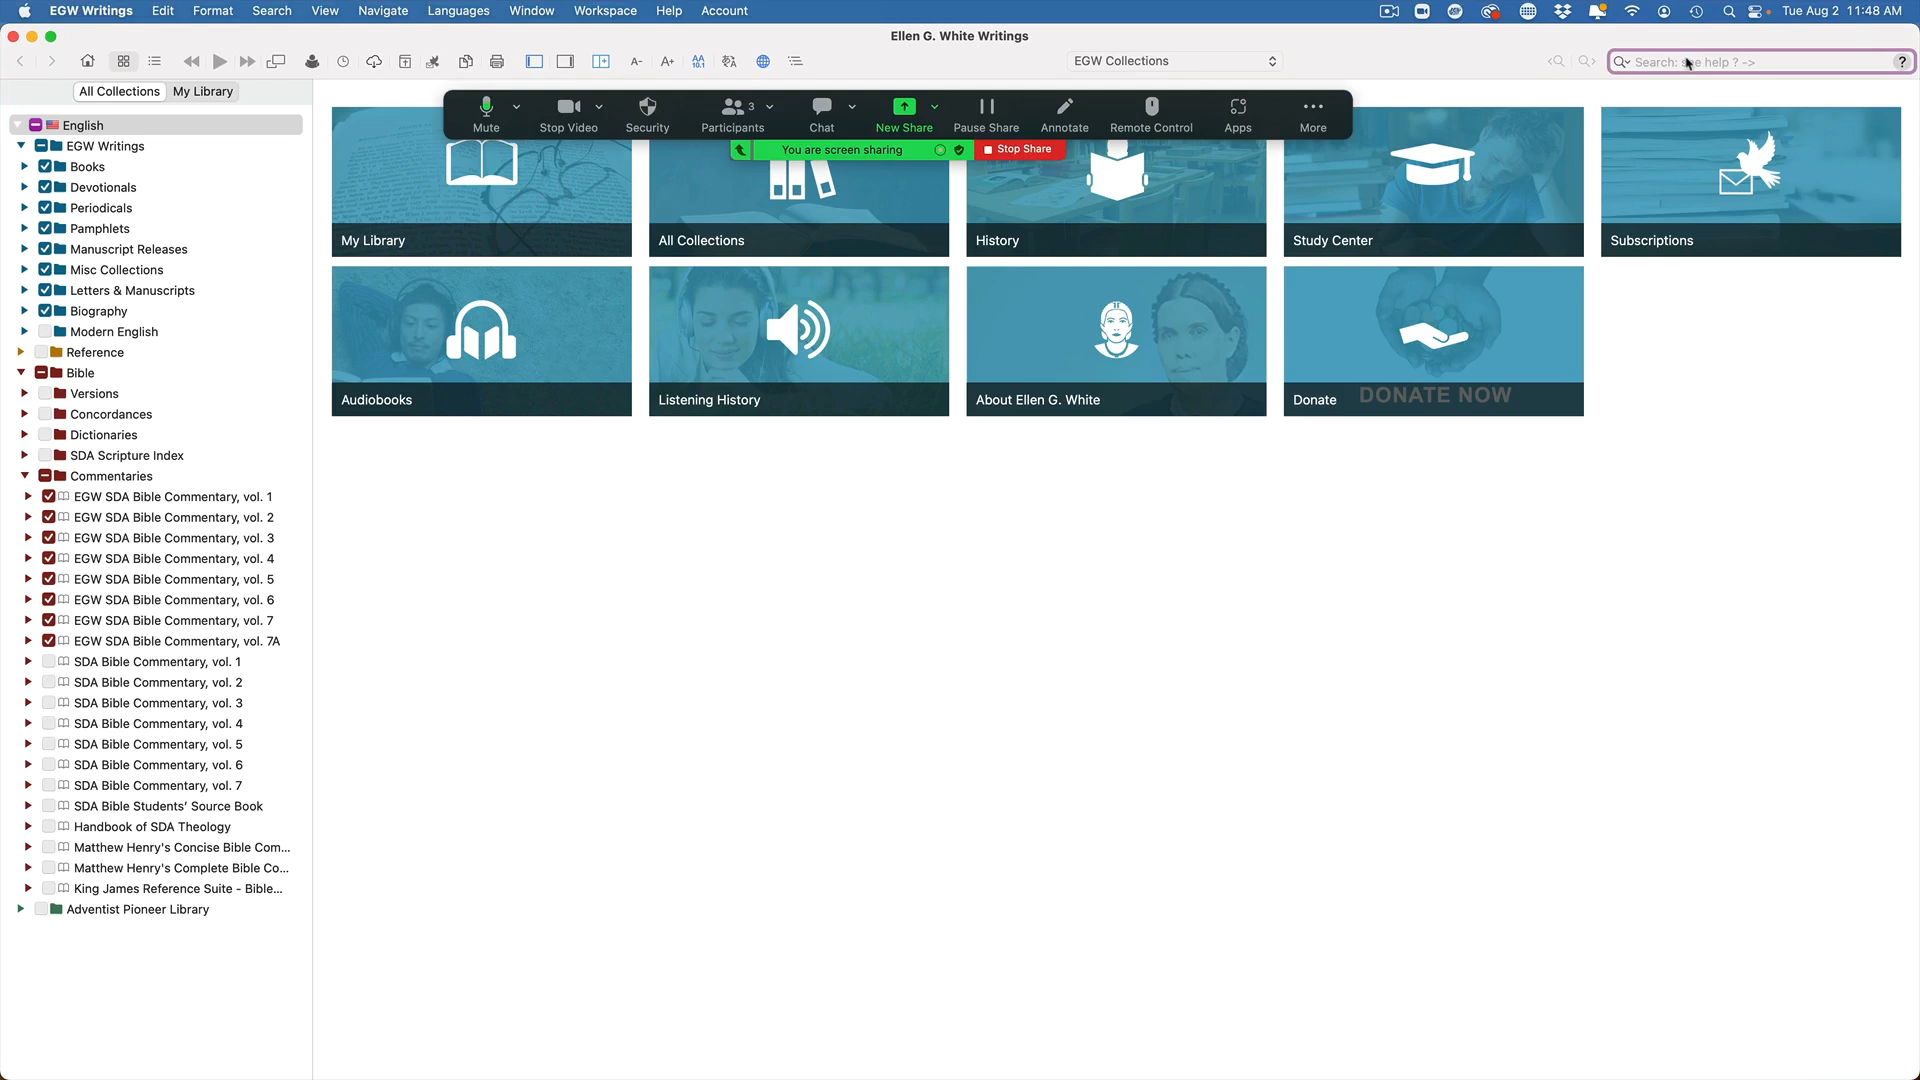 EGW Writings Edit Format Search View Navigate Languages Window Workspace Help Account Tue Aug 2 11:48 AM
Ellen G. White Writings
A- A+ AA 10.1 EGW Collections Search: see help ? -> ?
All Collections My Library
Mute Stop Video Security Participants 3 Chat New Share Pause Share Annotate Remote Control Apps More
You are screen sharing Stop Share
English
EGW Writings
Books
Devotionals
Periodicals
Pamphlets
Manuscript Releases
Misc Collections
Letters & Manuscripts
Biography
Modern English
Reference
Bible
Versions
Concordances
Dictionaries
SDA Scripture Index
Commentaries
EGW SDA Bible Commentary, vol. 1
EGW SDA Bible Commentary, vol. 2
EGW SDA Bible Commentary, vol. 3
EGW SDA Bible Commentary, vol. 4
EGW SDA Bible Commentary, vol. 5
EGW SDA Bible Commentary, vol. 6
EGW SDA Bible Commentary, vol. 7
EGW SDA Bible Commentary, vol. 7A
SDA Bible Commentary, vol. 1
SDA Bible Commentary, vol. 2
SDA Bible Commentary, vol. 3
SDA Bible Commentary, vol. 4
SDA Bible Commentary, vol. 5
SDA Bible Commentary, vol. 6
SDA Bible Commentary, vol. 7
SDA Bible Students' Source Book
Handbook of SDA Theology
Matthew Henry's Concise Bible Com...
Matthew Henry's Complete Bible Co...
King James Reference Suite - Bible...
Adventist Pioneer Library
My Library All Collections History Study Center Subscriptions
Audiobooks Listening History About Ellen G. White Donate DONATE NOW